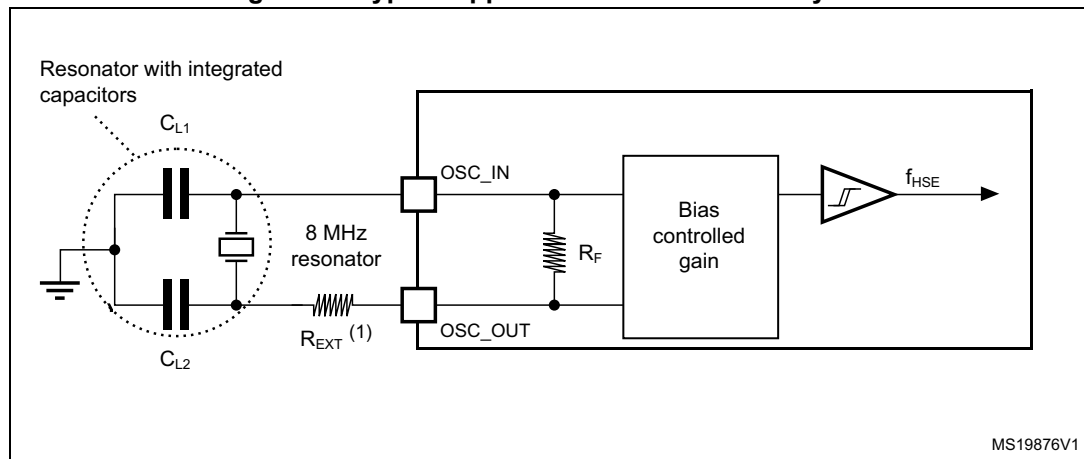 Resonator with integrated
capacitors
CL1
OSC_IN
fHSE
8 MHz
resonator
RF
Bias
controlled
gain
REXT (1)
OSC_OUT
CL2
MS19876V1